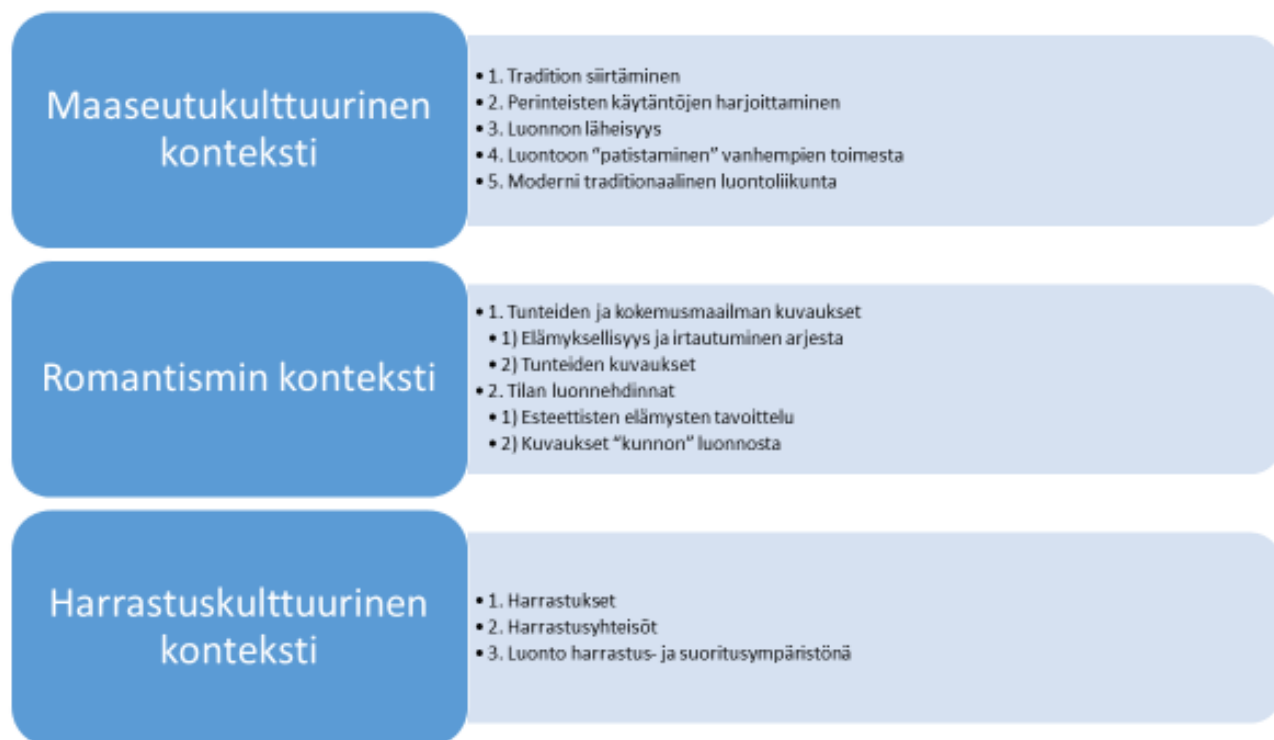 Maaseutukulttuurinen
konteksti
• 1. Tradition siirtäminen
• 2. Perinteisten käytäntöjen harjoittaminen
• 3. Luonnon läheisyys
• 4. Luontoon “patistaminen” vanhempien toimesta
• 5. Moderni traditionaalinen luontoliikunta
Romantismin konteksti
• 1. Tunteiden ja kokemusmaailman kuvaukset
• 1) Elämyksellisyys ja irtautuminen arjesta
• 2) Tunteiden kuvaukset
• 2. Tilan luonnehdinnat
• 1) Esteettisten elämysten tavoittelu
• 2) Kuvaukset “kunnon” luonnosta
Harrastuskulttuurinen
konteksti
• 1. Harrastukset
• 2. Harrastusyhteisöt
• 3. Luonto harrastus- ja suoritusympäristönä